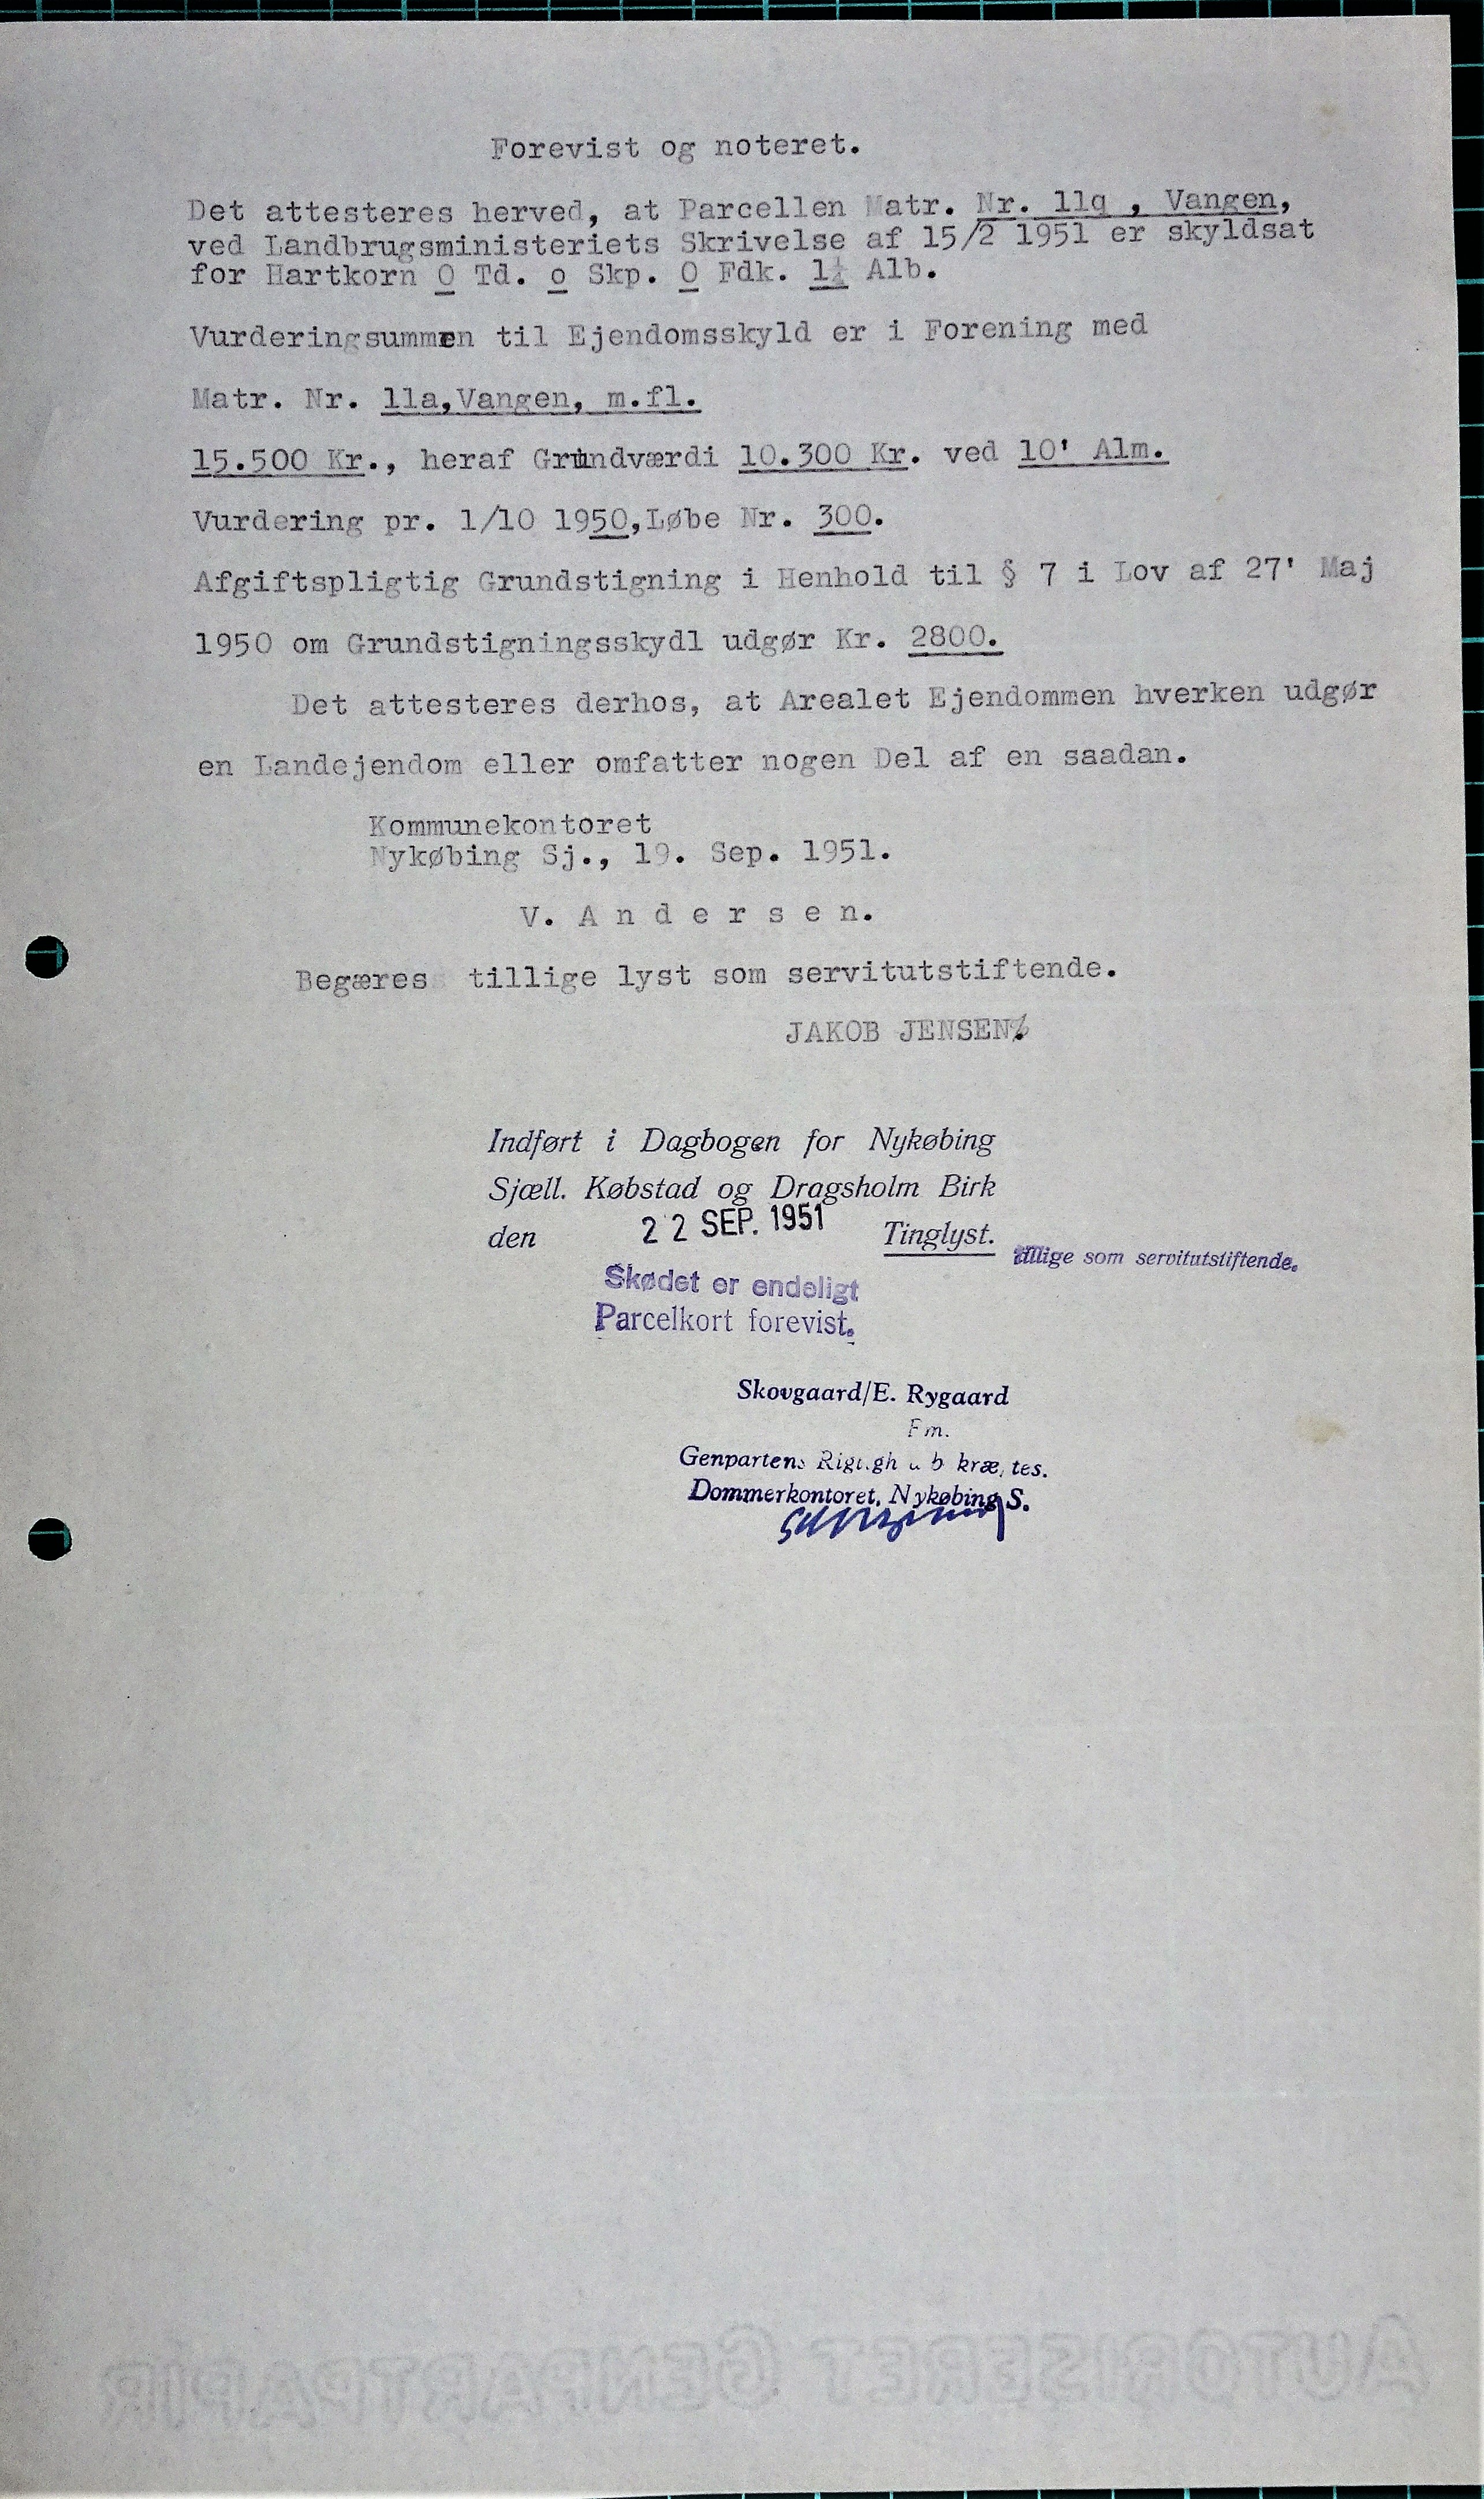 Forevist og noteret.
Det attesteres herved, at Parcellen Matr. Nr. 11q , Vangen,
ved Landbrugsministeriets Skrivelse af 15/2 1951 er skyldsat
for Hartkorn O Td. o Skp. O Fdk. 1¼ Alb.
Vurderingsummen til Ejendomsskyld er i Forening med
Matr. Nr. 11a,Vangen, m.fl.
15.500 Kr., heraf Grundværdi 10.300 Kr. ved 10' Alm.
Vurdering pr. 1/10 1950,Løbe Nr. 300.
Afgiftspligtig Grundstigning i Henhold til § 7 i Lov af 27' Maj
1950 om Grundstigningsskydl udgør Kr. 2800.
Det attesteres derhos, at Arealet Ejendommen hverken udgør
en Landejendom eller omfatter nogen Del af en saadan.
Kommunekontoret
Nykøbing Sj., 19. Sep. 1951.
V. A n d e r s e n.
Begæres tillige lyst som servitutstiftende.
JAKOB JENSEN.
Indført i Dagbogen for Nykøbing
Sjæll. Købstad og Dragsholm Birk
den 22 SEP. 1951 Tinglyst. tillige som servitutstiftende.
Skødet er endeligt
Parcelkort forevist.
Skovgaard/E. Rygaard
Fm.
Genpartens Rigtigh b kræftes.
Dommerkontoret, Nykøbing S.
AUTORISERET GENPARTPAPIR